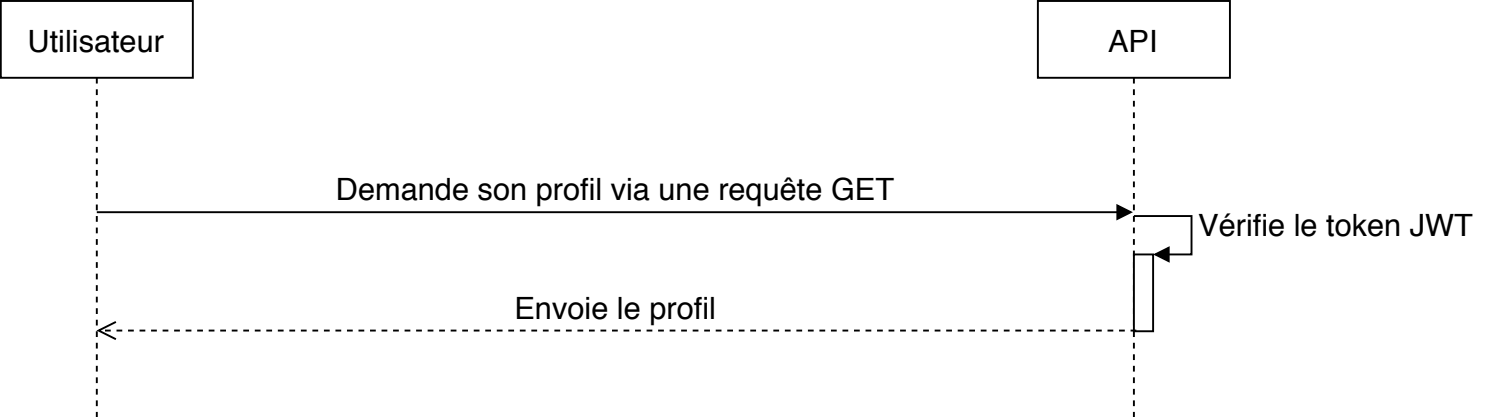 Utilisateur
API
Demande son profil via une requête GET
Vérifie le token JWT
Envoie le profil